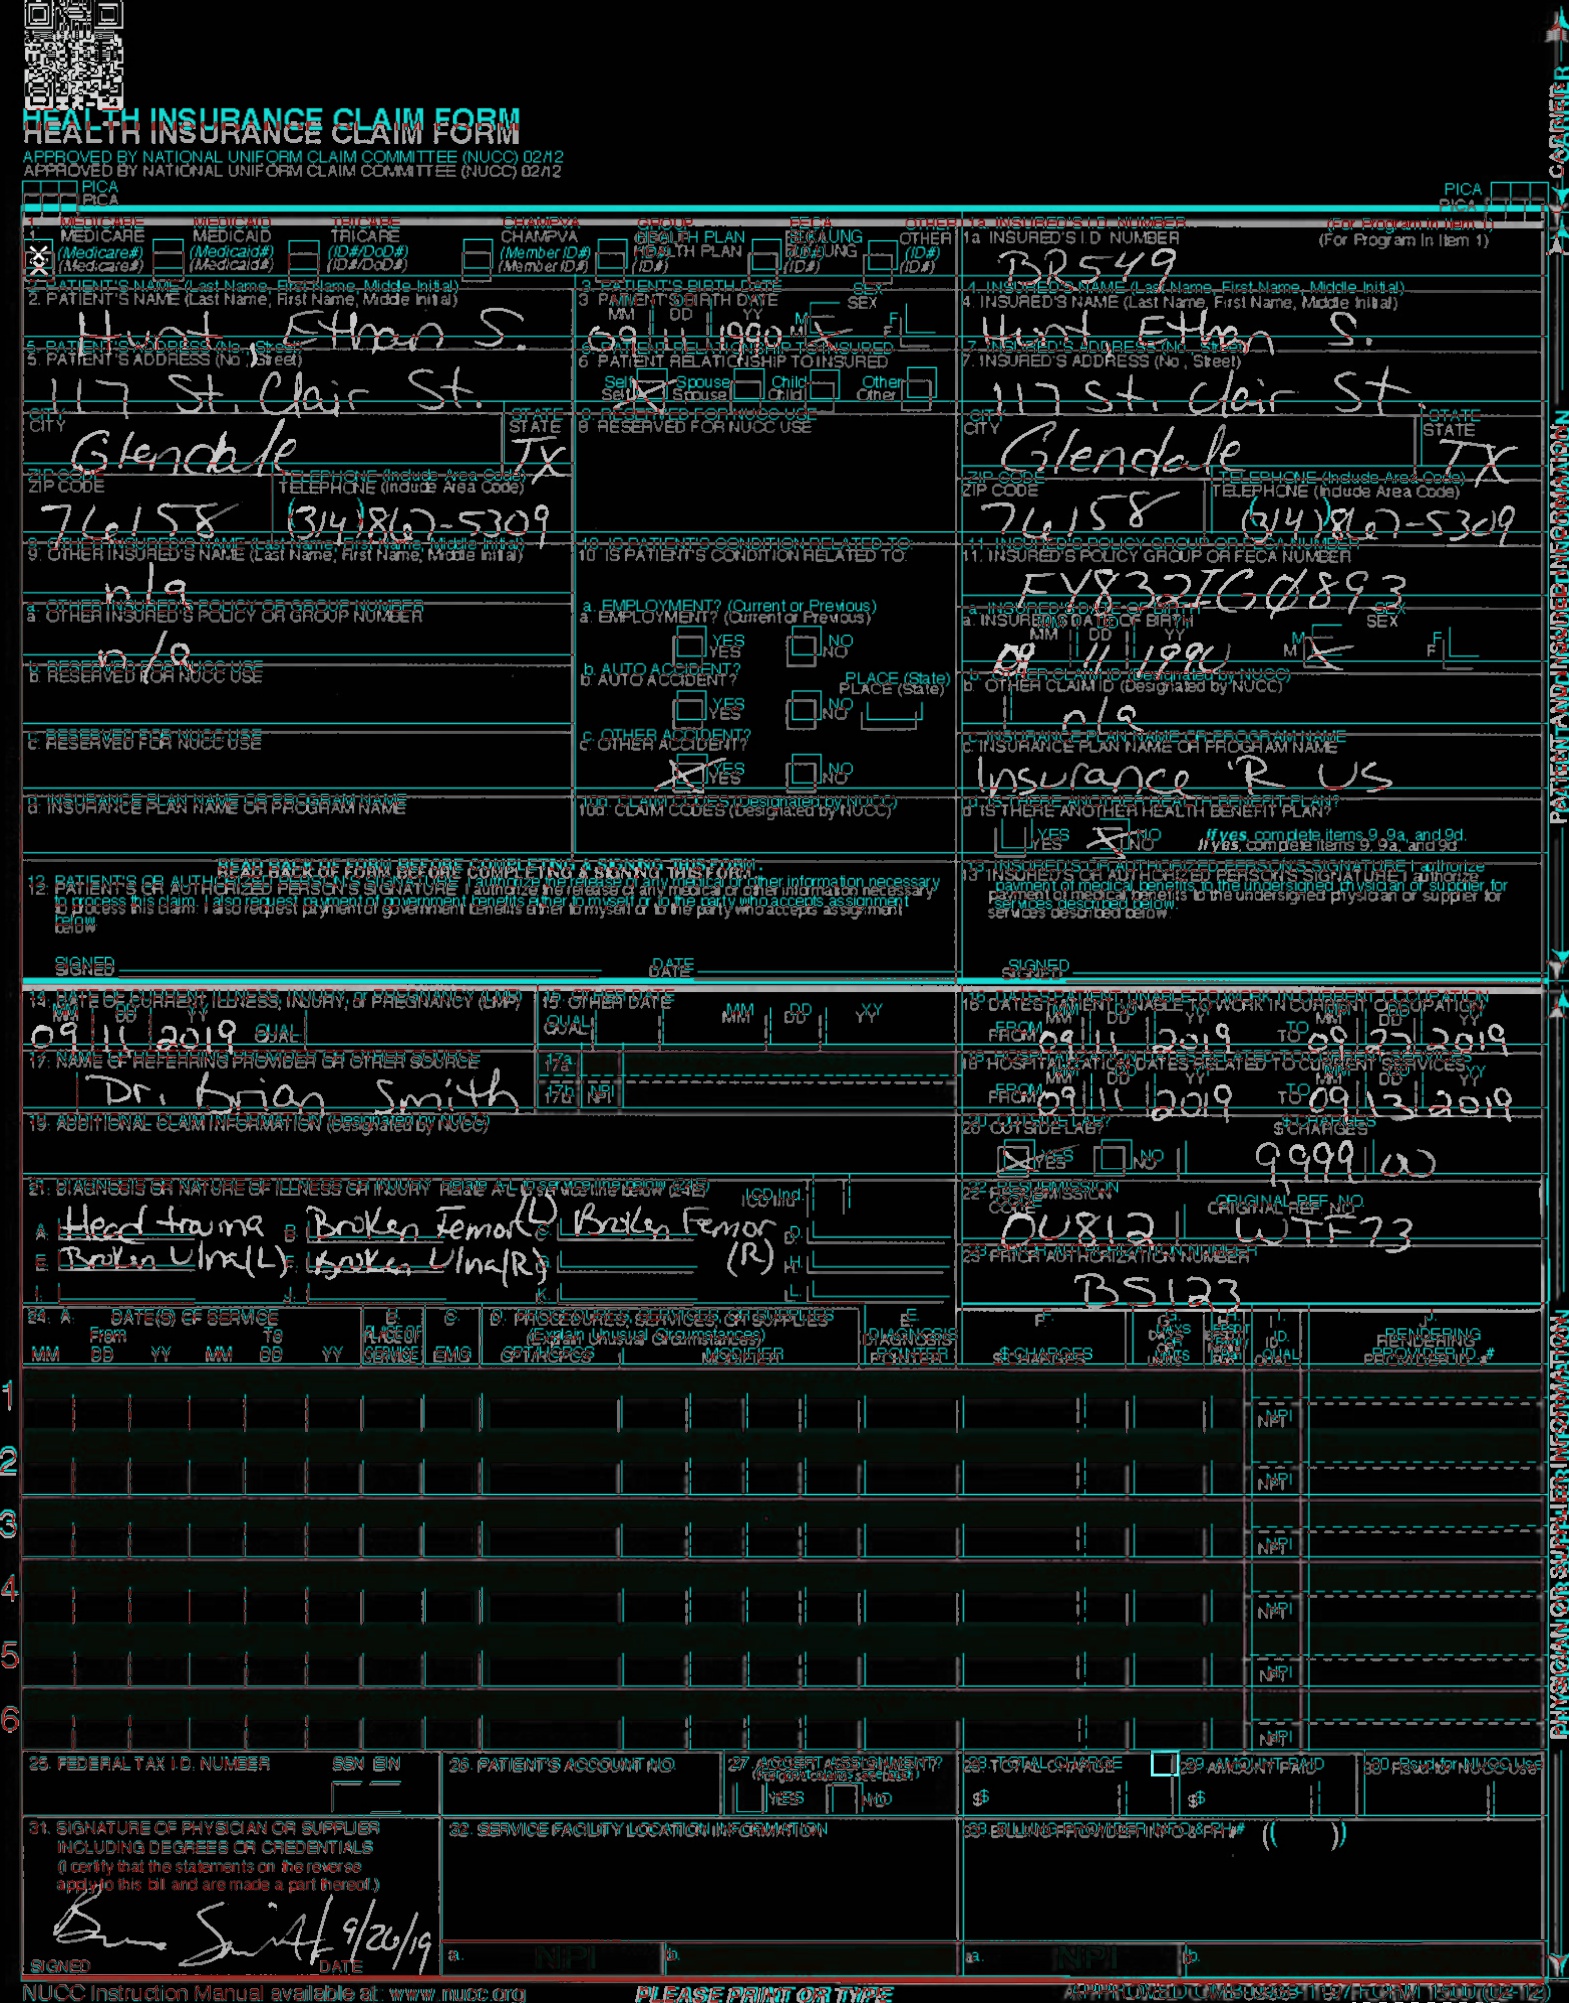 HEALTH INSURANCE CLAIM FORM
APPROVED BY NATIONAL UNIFORM CLAIM COMMITTEE (NUCC) 02/12
PICA PICA
CARRIER
1. MEDICARE MEDICAID TRICARE CHAMPVA GROUP HEALTH PLAN FECA BLK LUNG OTHER
(Medicare#) (Medicaid#) (ID#/DoD#) (Member ID#) (ID#) (ID#) (ID#)
1a. INSURED'S I.D. NUMBER (For Program in Item 1)
BR549
2. PATIENT'S NAME (Last Name, First Name, Middle Initial)
Hunt, Ethan S.
3. PATIENT'S BIRTH DATE SEX
MM DD YY M F
09 11 1990 X
4. INSURED'S NAME (Last Name, First Name, Middle Initial)
Hunt Ethan S.
5. PATIENT'S ADDRESS (No., Street)
117 St. Clair St.
6. PATIENT RELATIONSHIP TO INSURED
Self X Spouse Child Other
7. INSURED'S ADDRESS (No., Street)
117 St. Clair St.
CITY STATE
Glendale TX
8. RESERVED FOR NUCC USE
CITY STATE
Glendale TX
ZIP CODE TELEPHONE (Include Area Code)
76158 (314)867-5309
ZIP CODE TELEPHONE (Include Area Code)
76158 (314)867-5309
9. OTHER INSURED'S NAME (Last Name, First Name, Middle Initial)
n/a
10. IS PATIENT'S CONDITION RELATED TO:
11. INSURED'S POLICY GROUP OR FECA NUMBER
a. OTHER INSURED'S POLICY OR GROUP NUMBER
n/a
a. EMPLOYMENT? (Current or Previous)
YES NO
a. INSURED'S DATE OF BIRTH SEX
MM DD YY M F
09 11 1990 X
b. RESERVED FOR NUCC USE
b. AUTO ACCIDENT? PLACE (State)
YES NO
b. OTHER CLAIM ID (Designated by NUCC)
n/a
c. RESERVED FOR NUCC USE
c. OTHER ACCIDENT?
X YES NO
c. INSURANCE PLAN NAME OR PROGRAM NAME
Insurance 'R US
d. INSURANCE PLAN NAME OR PROGRAM NAME
10d. CLAIM CODES (Designated by NUCC)
d. IS THERE ANOTHER HEALTH BENEFIT PLAN?
YES X NO If yes, complete items 9, 9a, and 9d.
READ BACK OF FORM BEFORE COMPLETING & SIGNING THIS FORM.
12. PATIENT'S OR AUTHORIZED PERSON'S SIGNATURE I authorize the release of any medical or other information necessary
to process this claim. I also request payment of government benefits either to myself or to the party who accepts assignment
below.
SIGNED DATE
13. INSURED'S OR AUTHORIZED PERSON'S SIGNATURE I authorize
payment of medical benefits to the undersigned physician or supplier for
services described below.
SIGNED
PATIENT AND INSURED INFORMATION
14. DATE OF CURRENT ILLNESS, INJURY, or PREGNANCY (LMP)
MM DD YY
09 11 2019 QUAL.
15. OTHER DATE
QUAL. MM DD YY
16. DATES PATIENT UNABLE TO WORK IN CURRENT OCCUPATION
MM DD YY MM DD YY
FROM 09 11 2019 TO 09 27 2019
17. NAME OF REFERRING PROVIDER OR OTHER SOURCE
Dr. Brian Smith
17a.
17b. NPI
18. HOSPITALIZATION DATES RELATED TO CURRENT SERVICES
MM DD YY MM DD YY
FROM 09 11 2019 TO 09 13 2019
19. ADDITIONAL CLAIM INFORMATION (Designated by NUCC)
20. OUTSIDE LAB? $ CHARGES
X YES NO 9999 00
21. DIAGNOSIS OR NATURE OF ILLNESS OR INJURY Relate A-L to service line below (24E) ICD Ind.
A. Head trauma B. Broken Femor(L) C. Broken Femor (R) D.
E. Broken Ulna(L) F. Broken Ulna(R) G. H.
I. J. K. L.
22. RESUBMISSION CODE ORIGINAL REF. NO.
OU812 WTF73
23. PRIOR AUTHORIZATION NUMBER
BS123
24. A. DATE(S) OF SERVICE B. C. D. PROCEDURES, SERVICES, OR SUPPLIES E. F. G. H. I. J.
From To PLACE OF (Explain Unusual Circumstances) DIAGNOSIS DAYS OR UNITS ID. RENDERING
MM DD YY MM DD YY SERVICE EMG CPT/HCPCS MODIFIER POINTER $ CHARGES QUAL. PROVIDER ID. #
1 NPI
2 NPI
3 NPI
4 NPI
5 NPI
6 NPI
PHYSICIAN OR SUPPLIER INFORMATION
25. FEDERAL TAX I.D. NUMBER SSN EIN
26. PATIENT'S ACCOUNT NO.
27. ACCEPT ASSIGNMENT?
YES NO
28. TOTAL CHARGE
$
29. AMOUNT PAID
$
30. Rsvd for NUCC Use
31. SIGNATURE OF PHYSICIAN OR SUPPLIER
INCLUDING DEGREES OR CREDENTIALS
(I certify that the statements on the reverse
apply to this bill and are made a part thereof.)
9/26/19
SIGNED DATE
32. SERVICE FACILITY LOCATION INFORMATION
a. NPI b.
33. BILLING PROVIDER INFO & PH# ( )
a. NPI b.
NUCC Instruction Manual available at: www.nucc.org
PLEASE PRINT OR TYPE
APPROVED OMB-0938-1197 FORM 1500 (02-12)